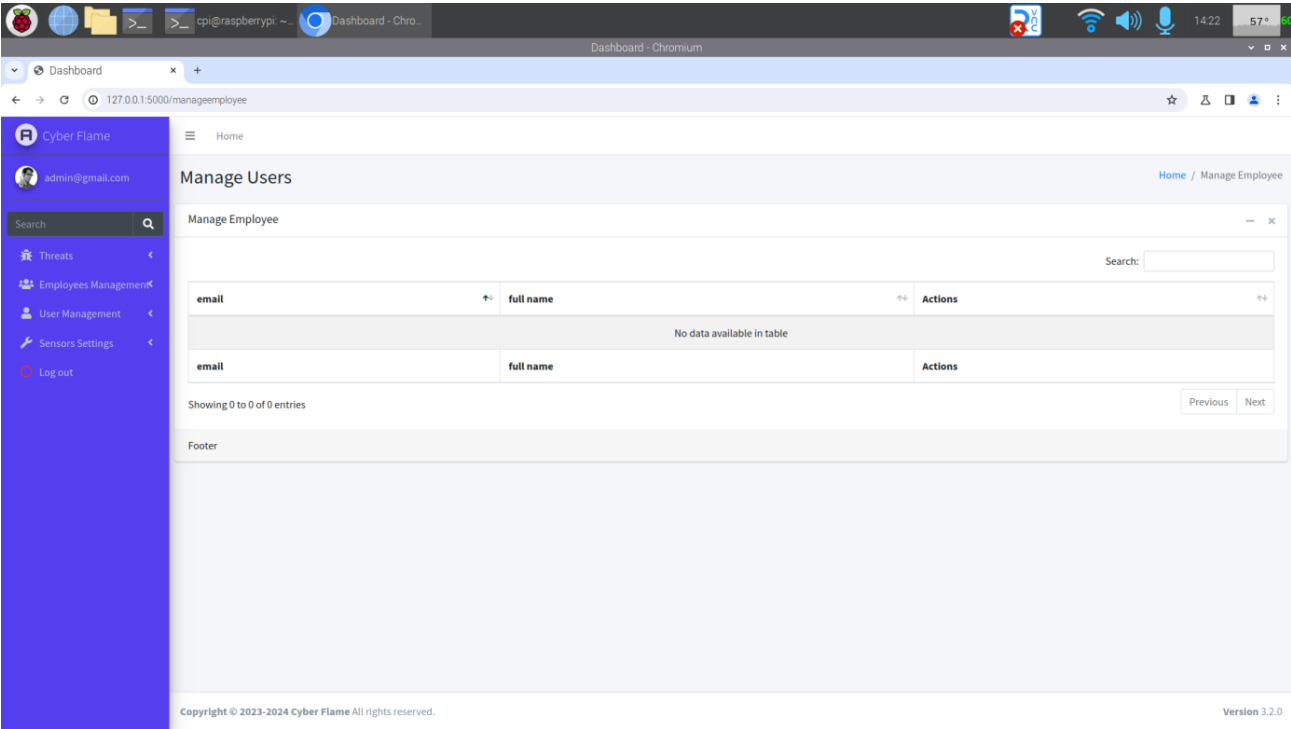 cpi@raspberrypi: ~... Dashboard - Chro... 14:22 57° 60
Dashboard - Chromium
Dashboard
127.0.0.1:5000/manageemployee
Cyber Flame Home
admin@gmail.com
Manage Users Home / Manage Employee
Search
Manage Employee
Threats
Search:
Employees Management
email full name Actions
User Management
No data available in table
Sensors Settings
email full name Actions
Log out
Showing 0 to 0 of 0 entries Previous Next
Footer
Copyright © 2023-2024 Cyber Flame All rights reserved. Version 3.2.0